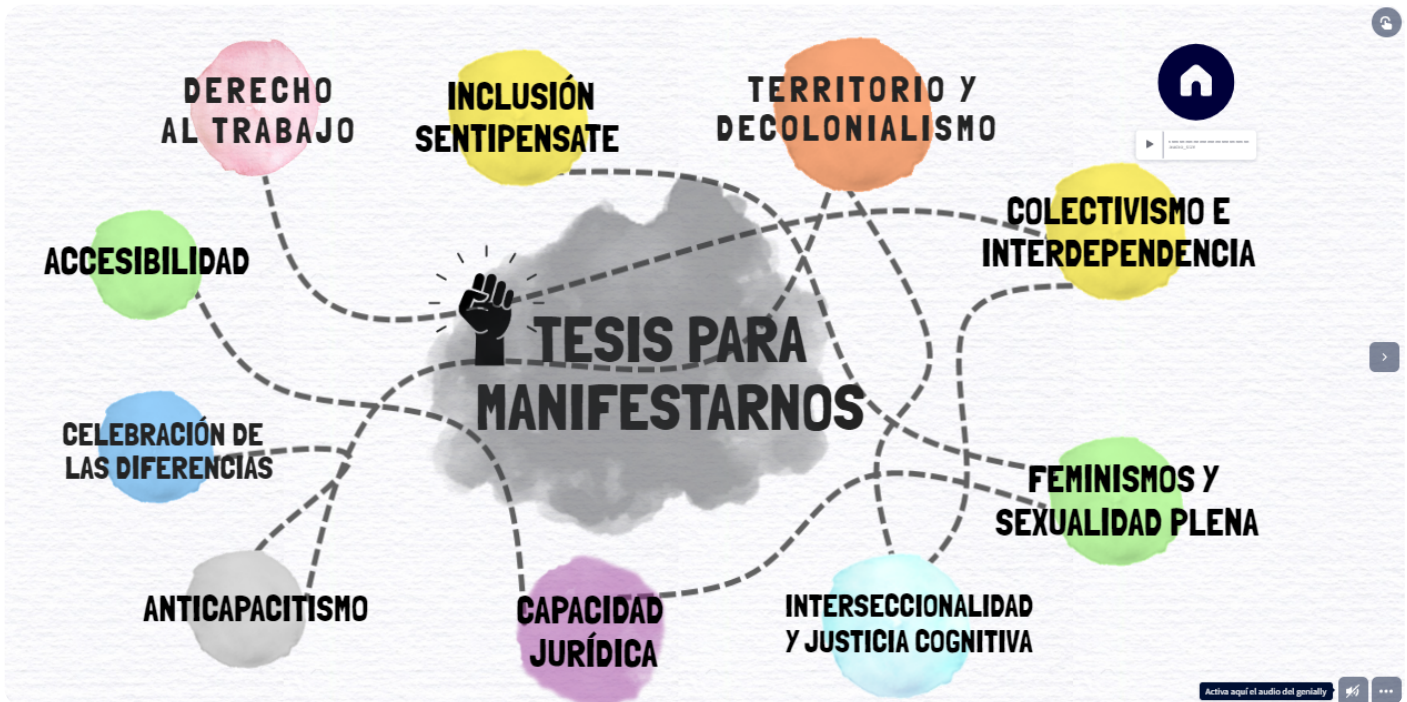 DERECHO
AL TRABAJO
INCLUSIÓN
SENTIPENSATE
TERRITORIO Y
DECOLONIALISMO
COLECTIVISMO E
INTERDEPENDENCIA
ACCESIBILIDAD
TESIS PARA
MANIFESTARNOS
CELEBRACIÓN DE
LAS DIFERENCIAS
FEMINISMOS Y
SEXUALIDAD PLENA
ANTICAPACITISMO
CAPACIDAD
JURÍDICA
INTERSECCIONALIDAD
Y JUSTICIA COGNITIVA
Activa aquí el audio del genially